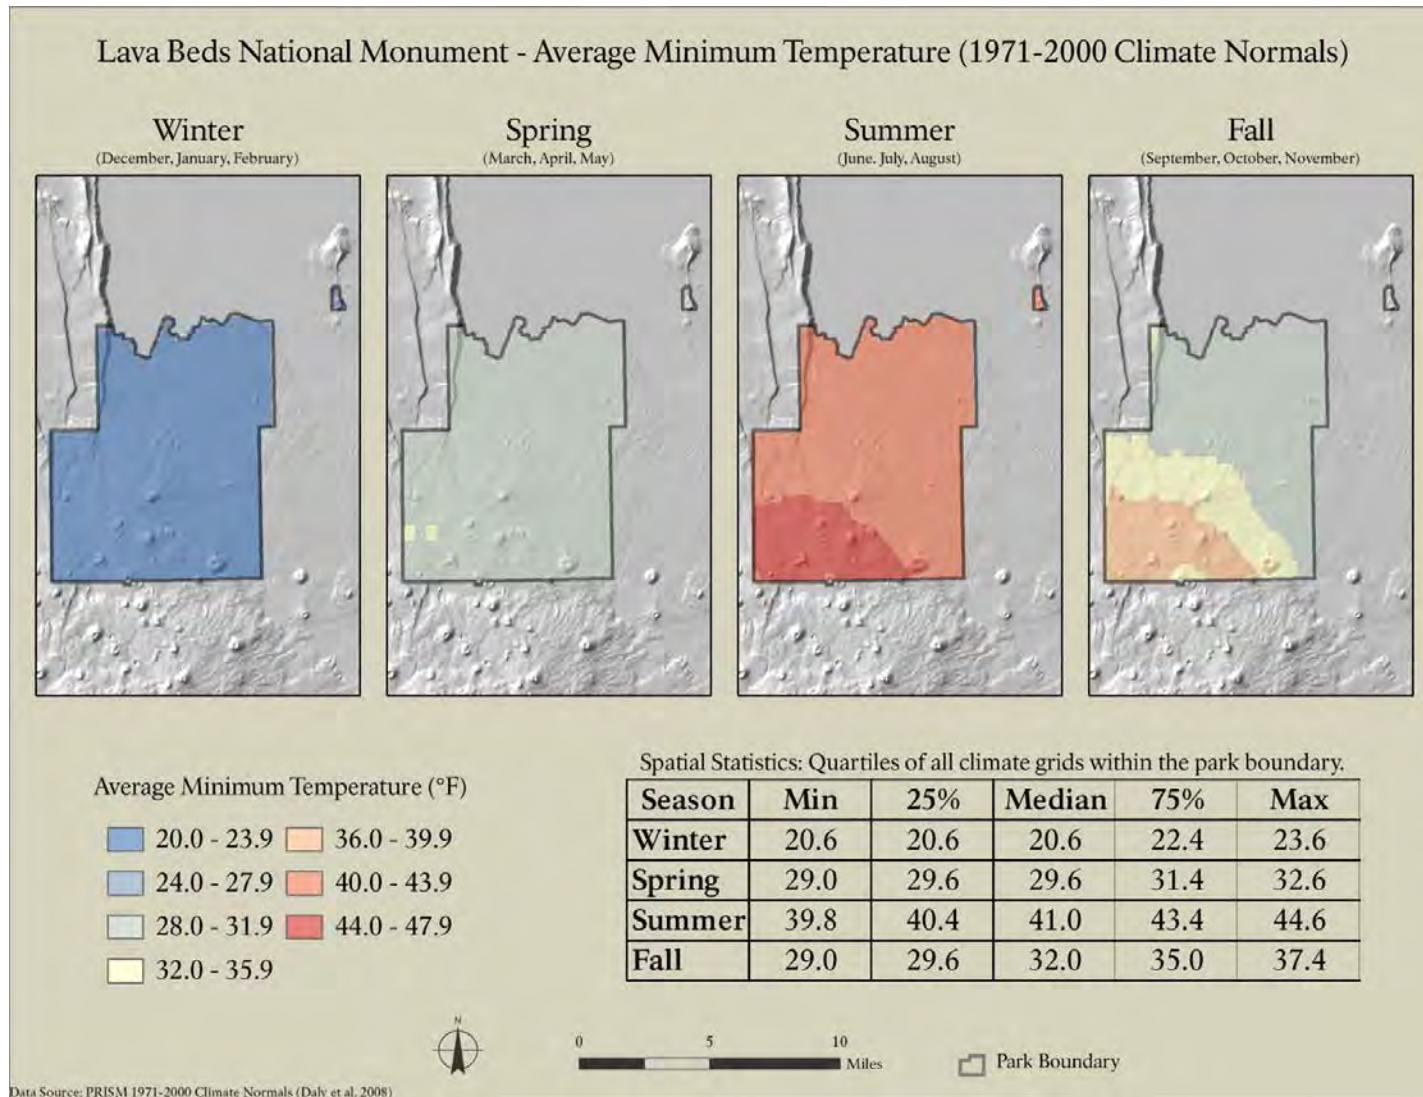 Lava Beds National Monument - Average Minimum Temperature (1971-2000 Climate Normals)
Winter
(December, January, February)
Spring
(March, April, May)
Summer
(June. July, August)
Fall
(September, October, November)
Average Minimum Temperature (°F)
20.0 - 23.9
24.0 - 27.9
28.0 - 31.9
32.0 - 35.9
36.0 - 39.9
40.0 - 43.9
44.0 - 47.9
Spatial Statistics: Quartiles of all climate grids within the park boundary.
Season Min 25% Median 75% Max
Winter 20.6 20.6 20.6 22.4 23.6
Spring 29.0 29.6 29.6 31.4 32.6
Summer 39.8 40.4 41.0 43.4 44.6
Fall 29.0 29.6 32.0 35.0 37.4
N
0 5 10
Miles
Park Boundary
Data Source: PRISM 1971-2000 Climate Normals (Daly et al. 2008)